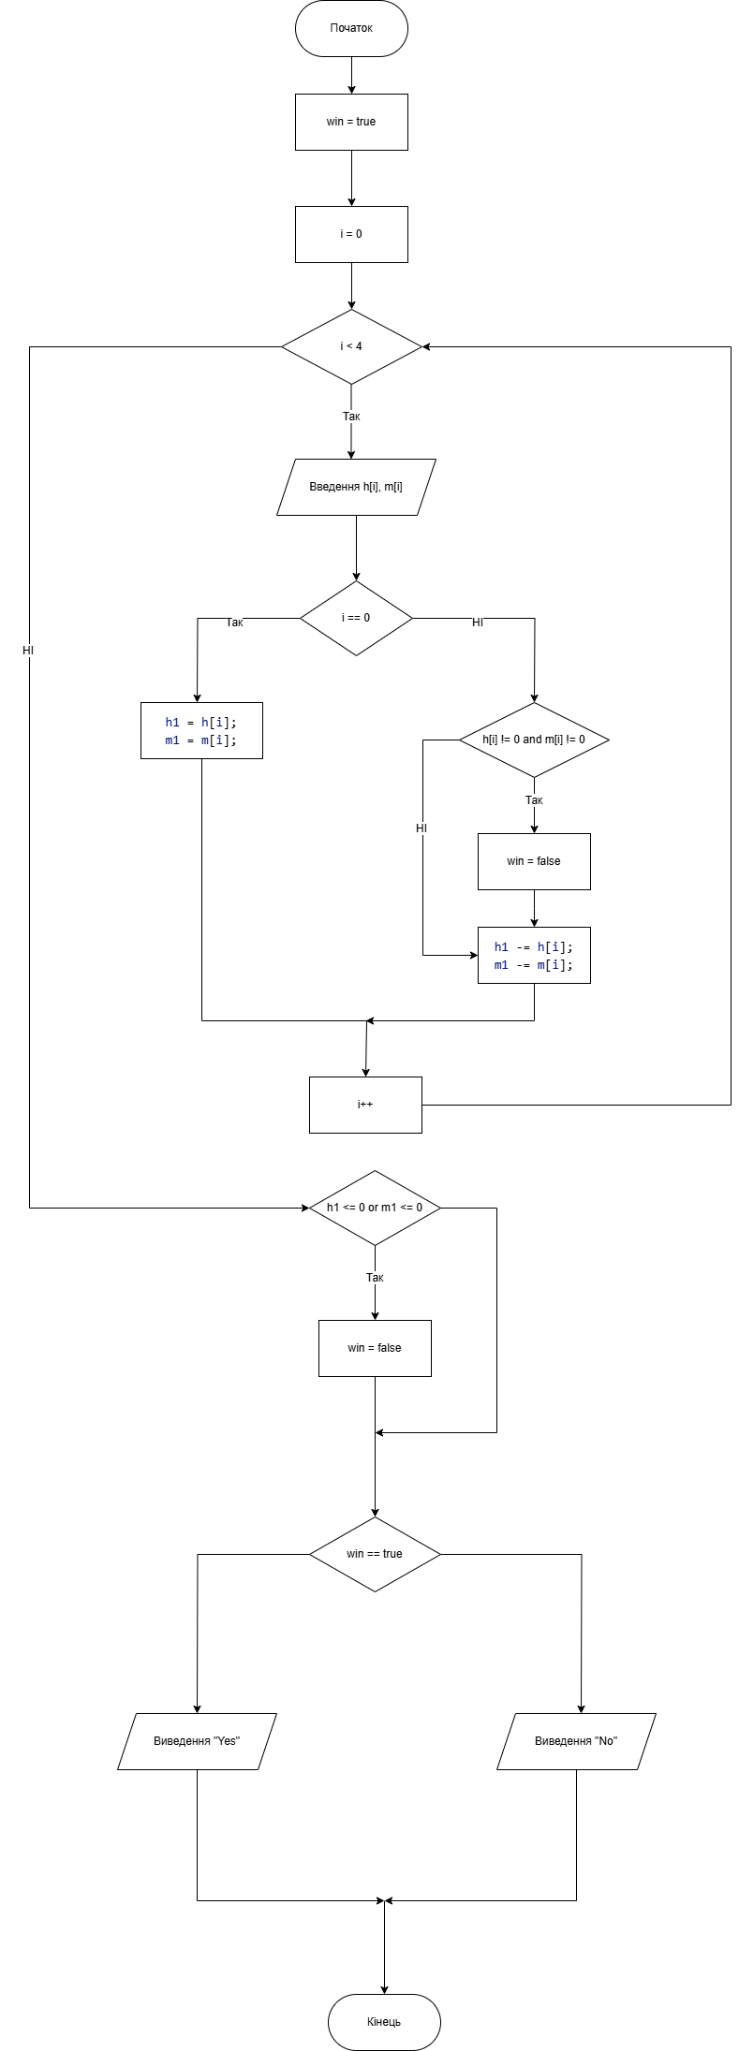 Початок
win = true
i = 0
i < 4
Так
Введення h[i], m[i]
i == 0
Так
НІ
НІ
h1 = h[i];
m1 = m[i];
h[i] != 0 and m[i] != 0
Так
НІ
win = false
h1 -= h[i];
m1 -= m[i];
i++
h1 <= 0 or m1 <= 0
Так
win = false
win == true
Виведення "Yes"
Виведення "No"
Кінець